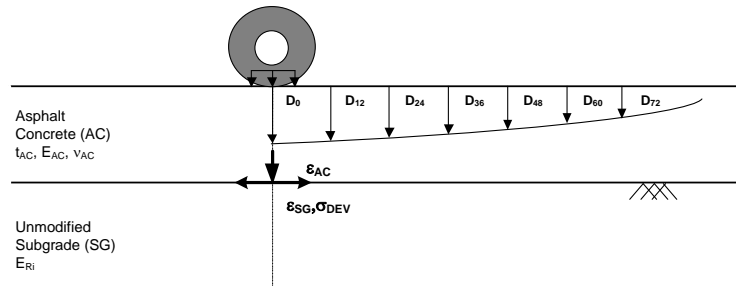 D0 D12 D24 D36 D48 D60 D72
Asphalt
Concrete (AC)
tAC, EAC, νAC
εAC
εSG,σDEV
Unmodified
Subgrade (SG)
ERi